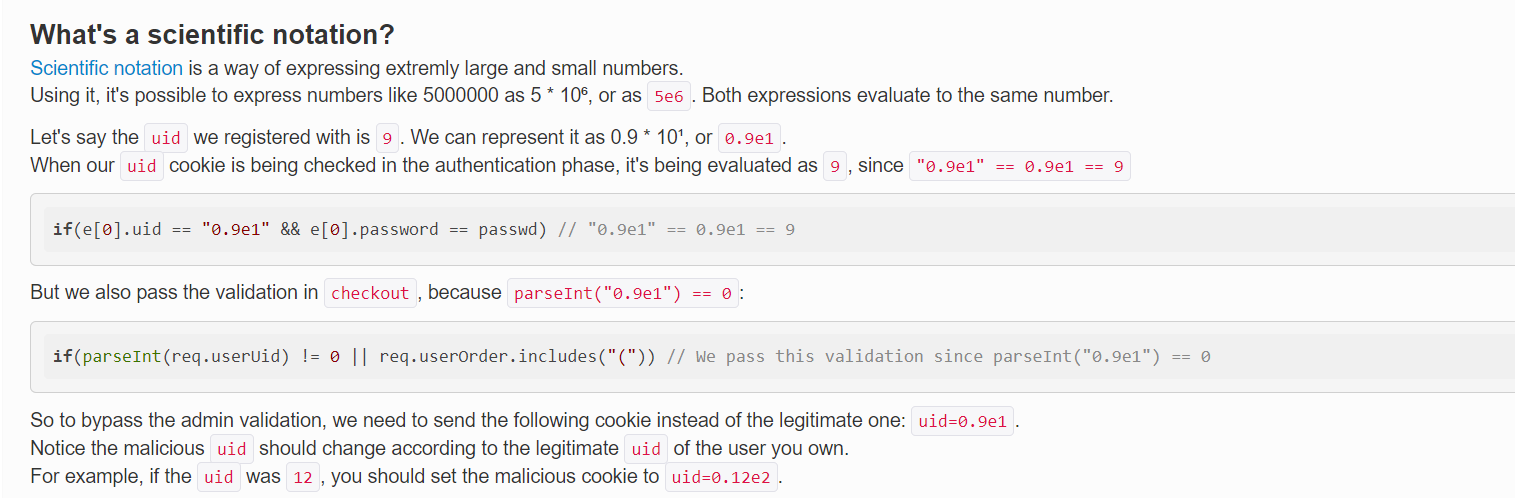 What's a scientific notation?
Scientific notation is a way of expressing extremly large and small numbers.
Using it, it's possible to express numbers like 5000000 as 5 * 10⁶, or as 5e6. Both expressions evaluate to the same number.
Let's say the uid we registered with is 9. We can represent it as 0.9 * 10¹, or 0.9e1.
When our uid cookie is being checked in the authentication phase, it's being evaluated as 9, since "0.9e1" == 0.9e1 == 9
if(e[0].uid == "0.9e1" && e[0].password == passwd) // "0.9e1" == 0.9e1 == 9
But we also pass the validation in checkout, because parseInt("0.9e1") == 0:
if(parseInt(req.userUid) != 0 || req.userOrder.includes("(")) // We pass this validation since parseInt("0.9e1") == 0
So to bypass the admin validation, we need to send the following cookie instead of the legitimate one: uid=0.9e1.
Notice the malicious uid should change according to the legitimate uid of the user you own.
For example, if the uid was 12, you should set the malicious cookie to uid=0.12e2.